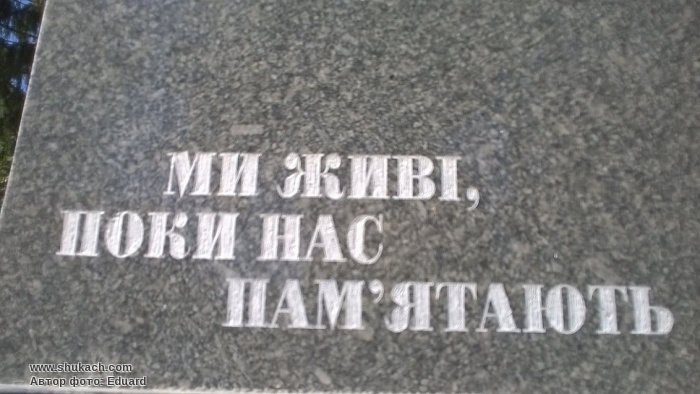 МИ ЖИВІ,
ПОКИ НАС
ПАМ’ЯТАЮТЬ
www.shukach.com
Автор фото: Eduard